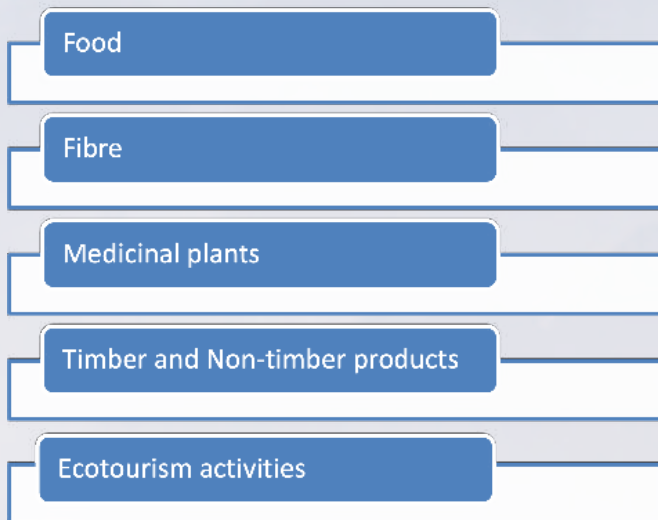 Food
Fibre
Medicinal plants
Timber and Non-timber products
Ecotourism activities